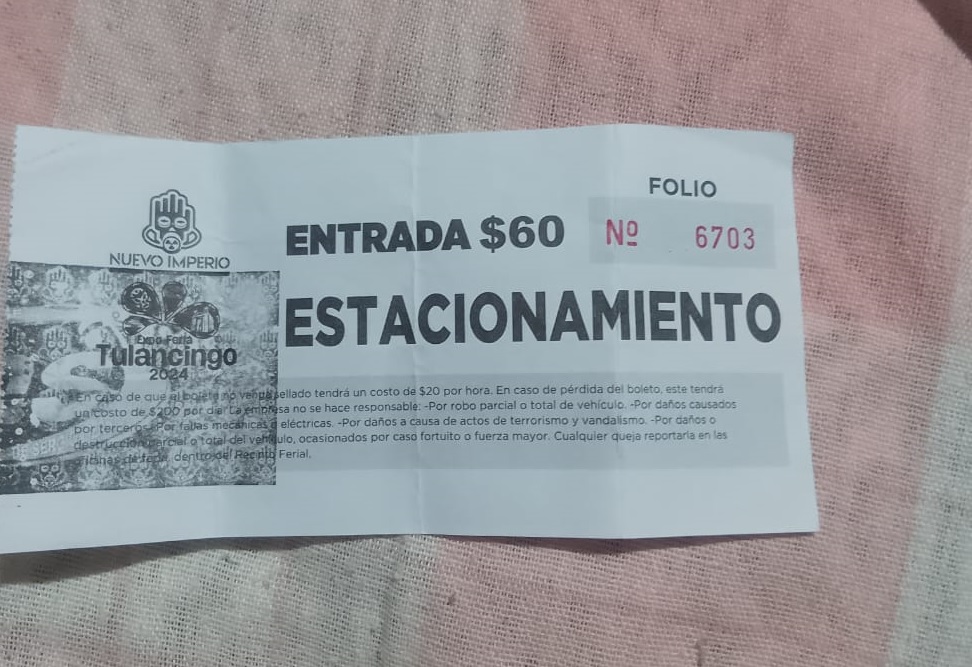 FOLIO
ENTRADA $60
Nº 6703
NUEVO IMPERIO
ESTACIONAMIENTO
Expo Feria
Tulancingo
2024
En caso de que el boleto no venga sellado tendrá un costo de $20 por hora. En caso de pérdida del boleto, este tendrá
un costo de $200 por dia. La empresa no se hace responsable: -Por robo parcial o total de vehículo. -Por daños causados
por terceros. -Por fallas mecánicas o eléctricas. -Por daños a causa de actos de terrorismo y vandalismo. -Por daños o
destrucción parcial o total del vehículo, ocasionados por caso fortuito o fuerza mayor. Cualquier queja reportarla en las
oficinas de feria, dentro del Recinto Ferial.